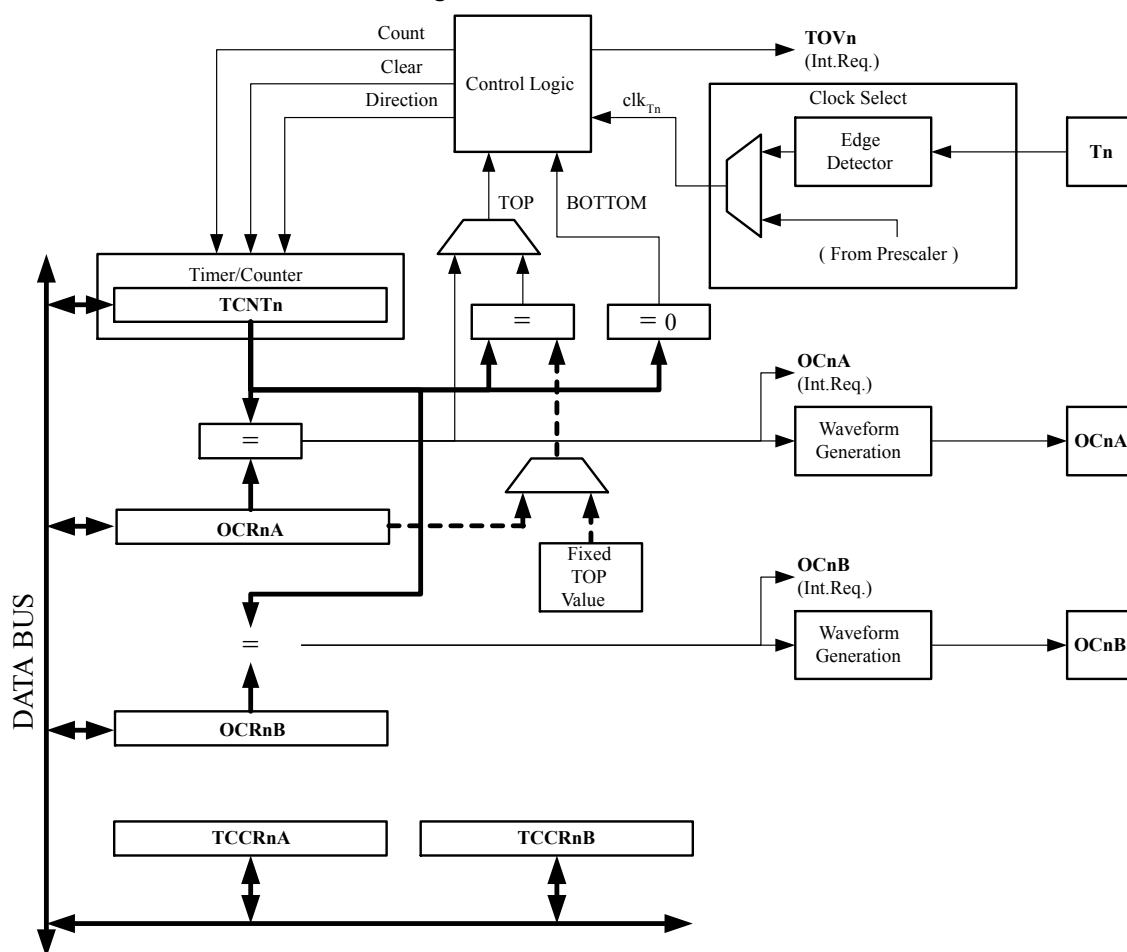 Count
Clear
Direction
Control Logic
TOVn
(Int.Req.)
clkTn
Clock Select
Edge
Detector
Tn
( From Prescaler )
TOP
BOTTOM
Timer/Counter
TCNTn
=
= 0
OCnA
(Int.Req.)
=
Waveform
Generation
OCnA
OCRnA
Fixed
TOP
Value
OCnB
(Int.Req.)
=
Waveform
Generation
OCnB
OCRnB
DATA BUS
TCCRnA
TCCRnB